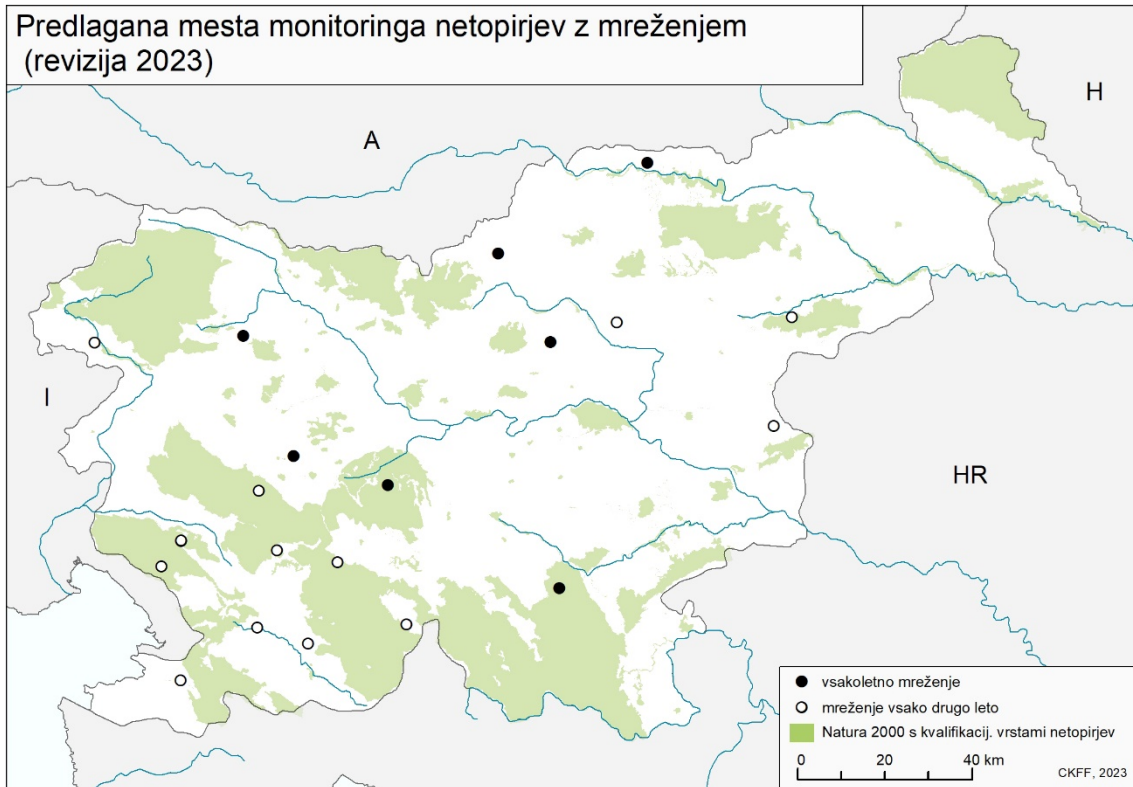 Predlagana mesta monitoringa netopirjev z mreženjem
(revizija 2023)
H
A
I
HR
vsakoletno mreženje
mreženje vsako drugo leto
Natura 2000 s kvalifikacij. vrstami netopirjev
0 20 40 km
CKFF, 2023